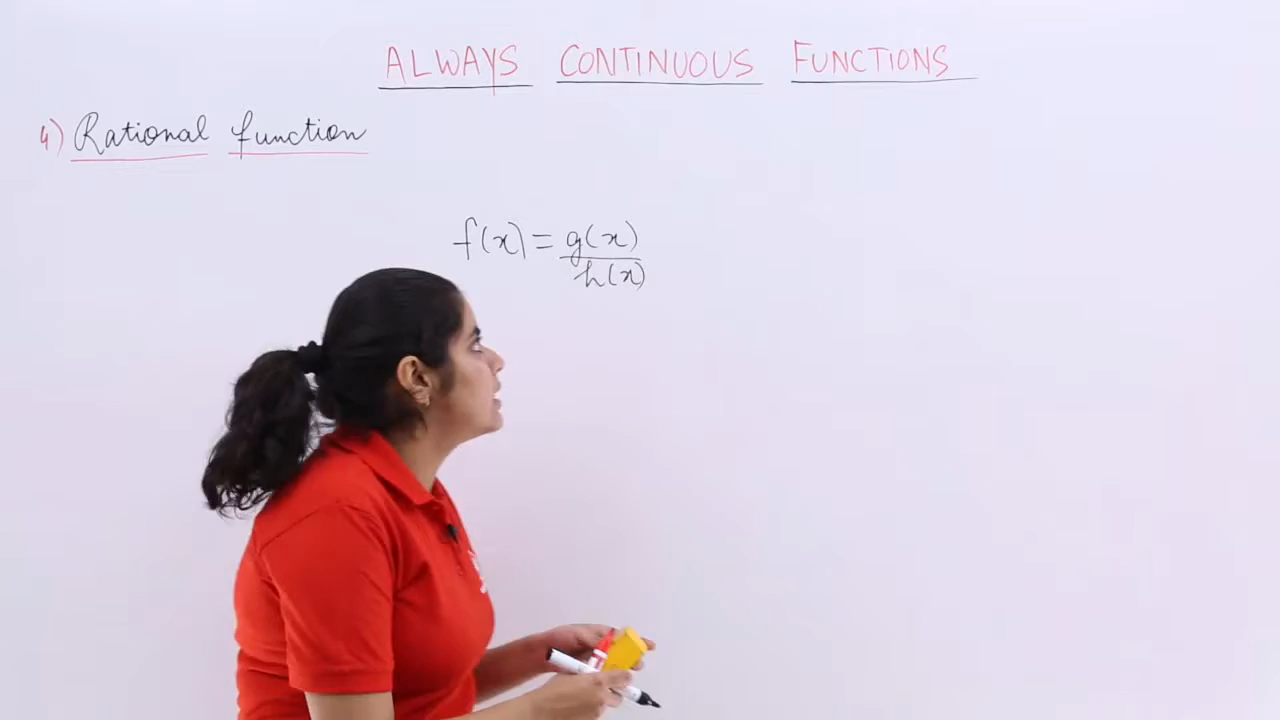 ALWAYS CONTINUOUS FUNCTIONS
4) Rational function
f(x) = g(x)
h(x)